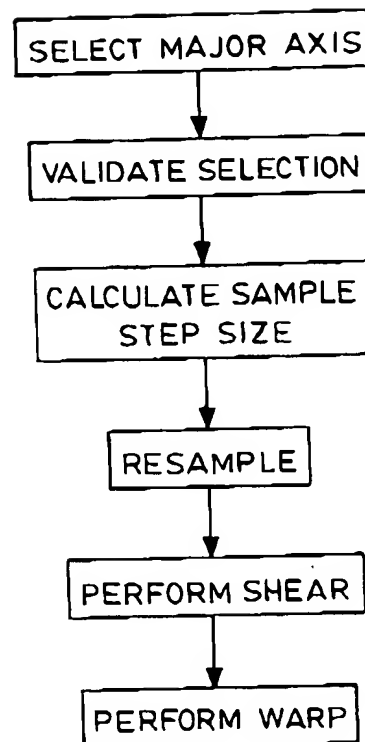 SELECT MAJOR AXIS
VALIDATE SELECTION
CALCULATE SAMPLE
STEP SIZE
RESAMPLE
PERFORM SHEAR
PERFORM WARP